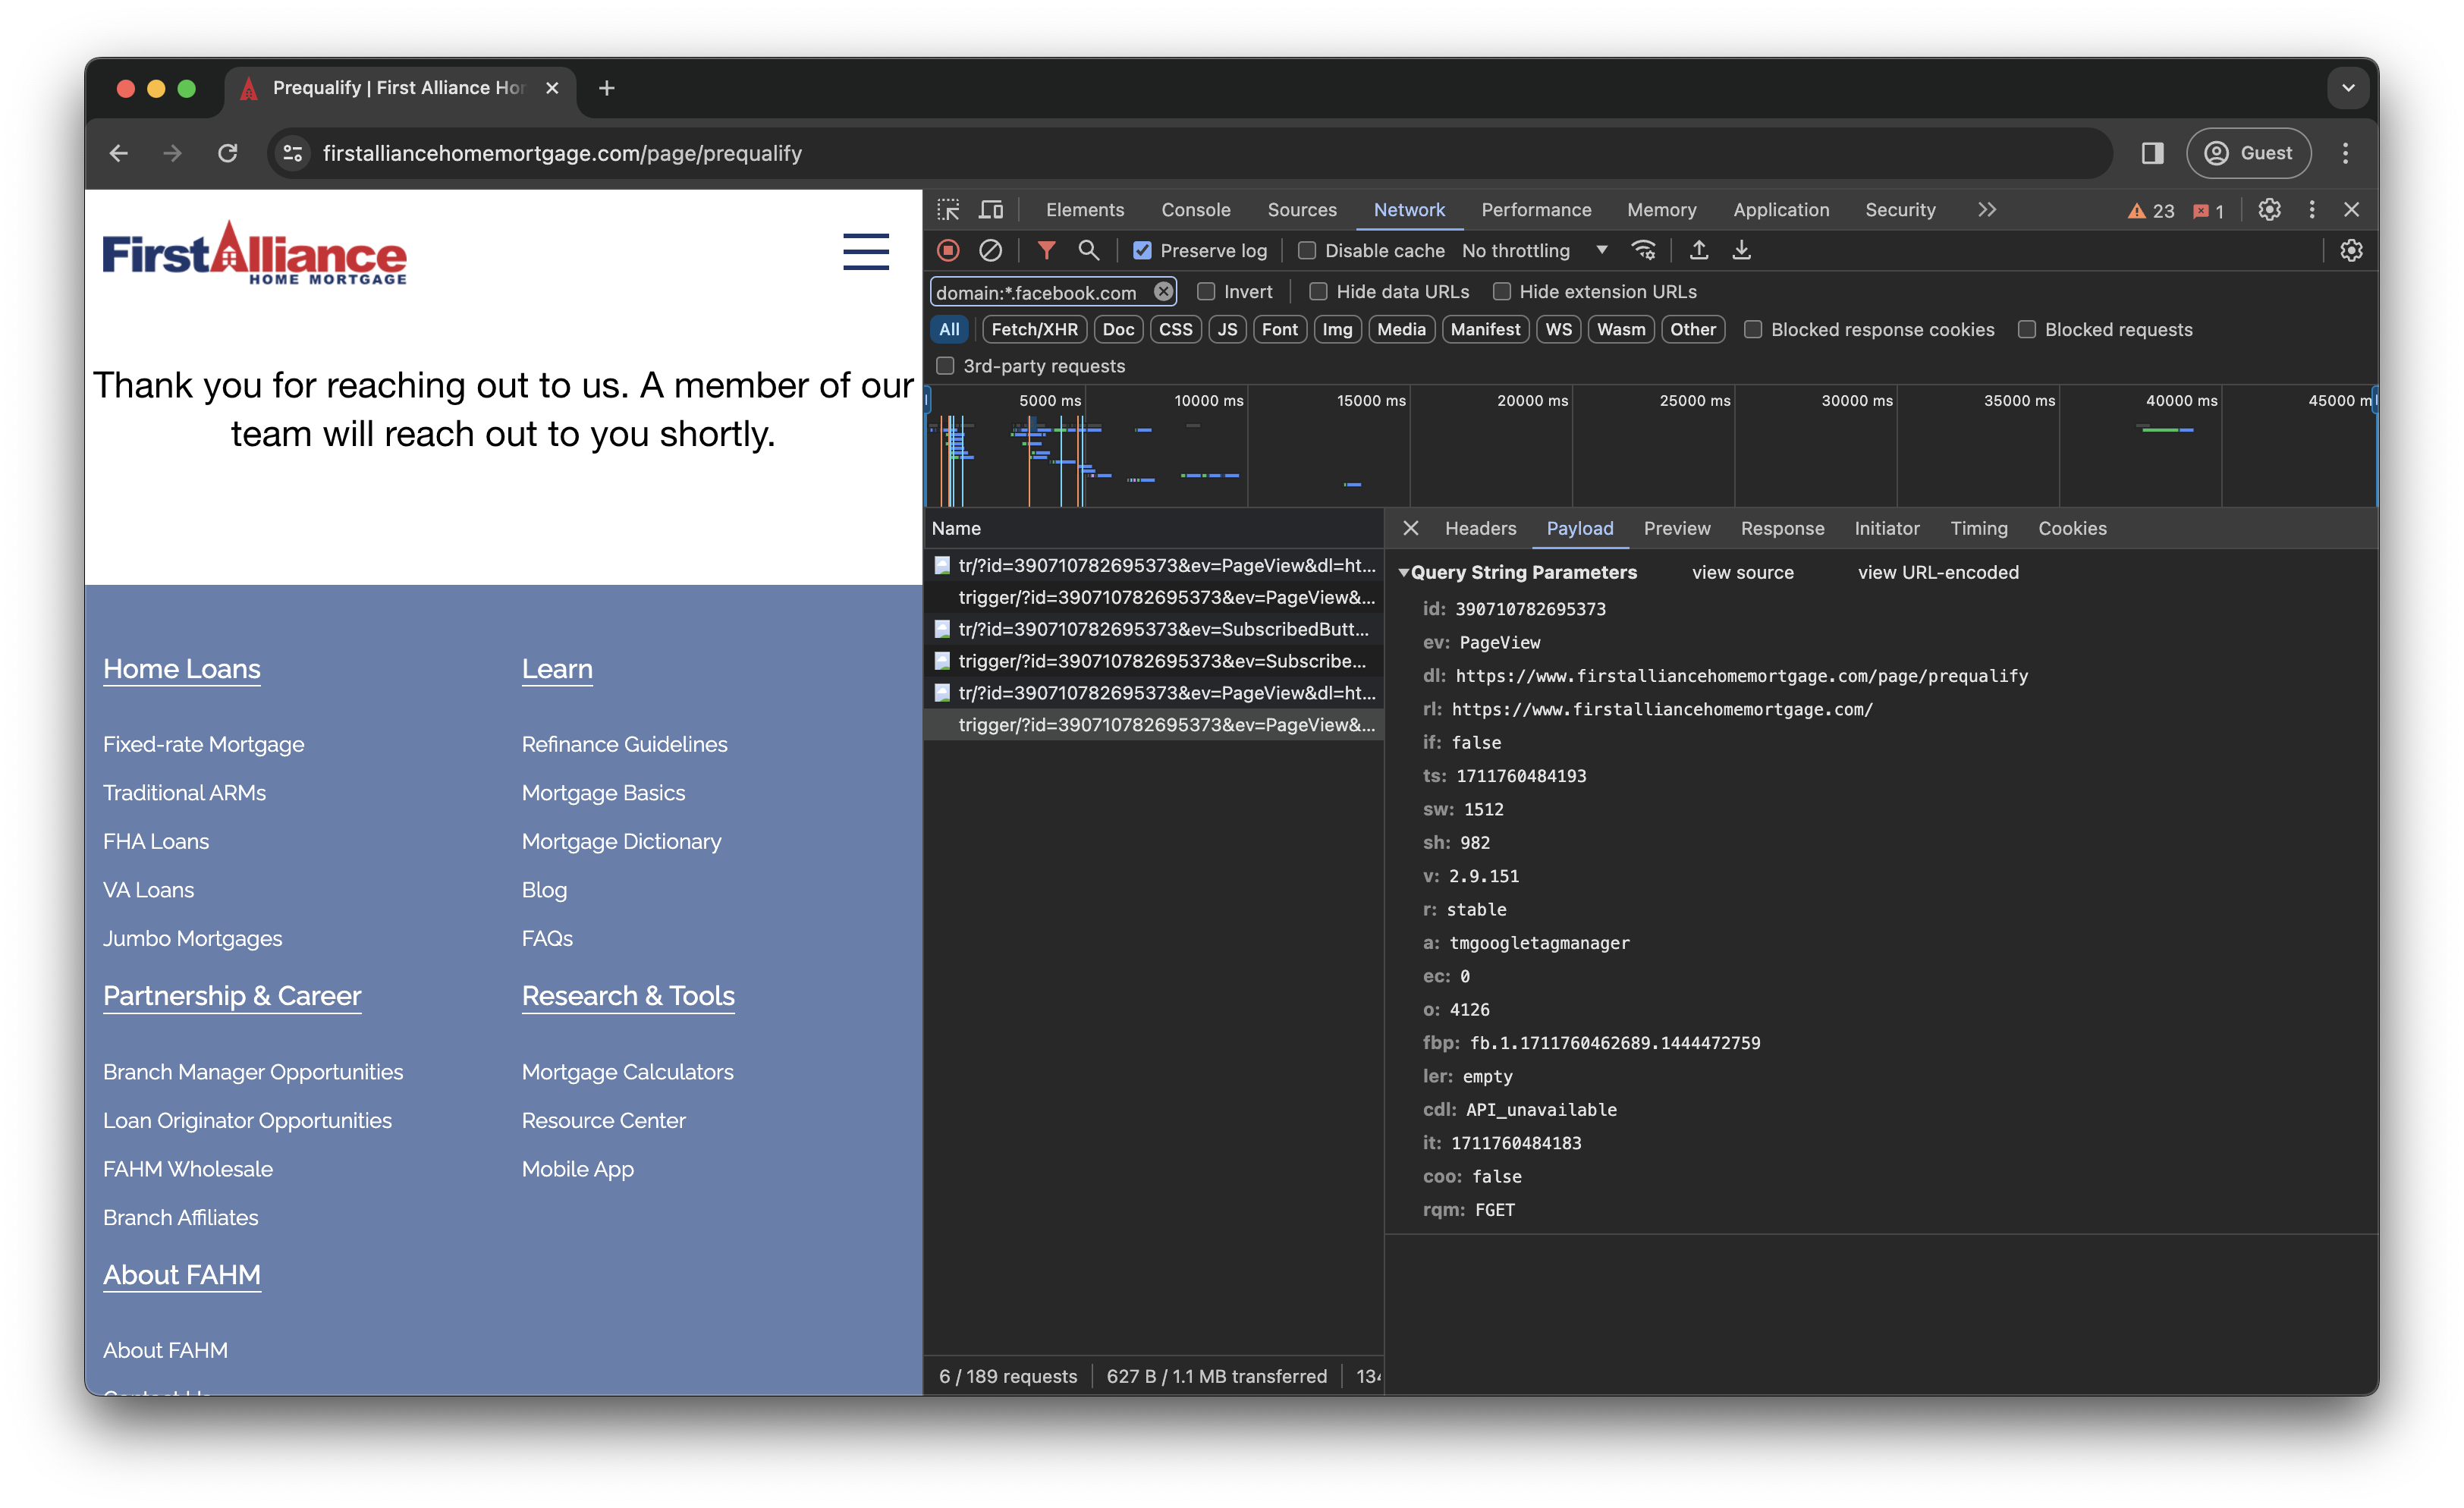 Prequalify | First Alliance Hor
firstalliancehomemortgage.com/page/prequalify
Guest
FirstAlliance
HOME MORTGAGE
Thank you for reaching out to us. A member of our
team will reach out to you shortly.
Home Loans
Fixed-rate Mortgage
Traditional ARMs
FHA Loans
VA Loans
Jumbo Mortgages
Learn
Refinance Guidelines
Mortgage Basics
Mortgage Dictionary
Blog
FAQs
Partnership & Career
Branch Manager Opportunities
Loan Originator Opportunities
FAHM Wholesale
Branch Affiliates
Research & Tools
Mortgage Calculators
Resource Center
Mobile App
About FAHM
About FAHM
Contact Us
Elements Console Sources Network Performance Memory Application Security 23 1
Preserve log Disable cache No throttling
domain:*.facebook.com Invert Hide data URLs Hide extension URLs
All Fetch/XHR Doc CSS JS Font Img Media Manifest WS Wasm Other Blocked response cookies Blocked requests
3rd-party requests
5000 ms 10000 ms 15000 ms 20000 ms 25000 ms 30000 ms 35000 ms 40000 ms 45000 m
Name
tr/?id=390710782695373&ev=PageView&dl=ht...
trigger/?id=390710782695373&ev=PageView&...
tr/?id=390710782695373&ev=SubscribedButt...
trigger/?id=390710782695373&ev=Subscribe...
tr/?id=390710782695373&ev=PageView&dl=ht...
trigger/?id=390710782695373&ev=PageView&...
6 / 189 requests 627 B / 1.1 MB transferred 134
Headers Payload Preview Response Initiator Timing Cookies
Query String Parameters view source view URL-encoded
id: 390710782695373
ev: PageView
dl: https://www.firstalliancehomemortgage.com/page/prequalify
rl: https://www.firstalliancehomemortgage.com/
if: false
ts: 1711760484193
sw: 1512
sh: 982
v: 2.9.151
r: stable
a: tmgoogletagmanager
ec: 0
o: 4126
fbp: fb.1.1711760462689.1444472759
ler: empty
cdl: API_unavailable
it: 1711760484183
coo: false
rqm: FGET